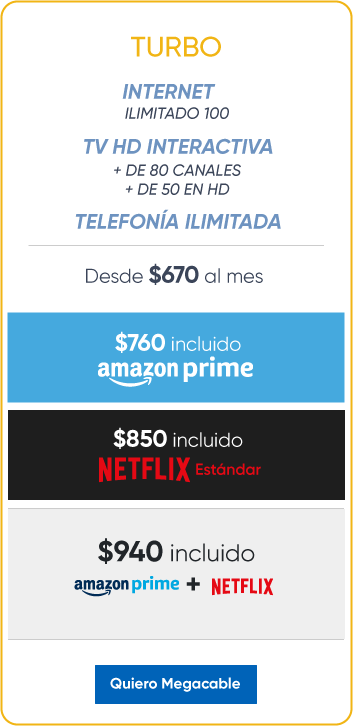 TURBO
INTERNET
ILIMITADO 100
TV HD INTERACTIVA
+ DE 80 CANALES
+ DE 50 EN HD
TELEFONÍA ILIMITADA
Desde $670 al mes
$760 incluido
amazon prime
$850 incluido
NETFLIX Estándar
$940 incluido
amazon prime + NETFLIX
Quiero Megacable